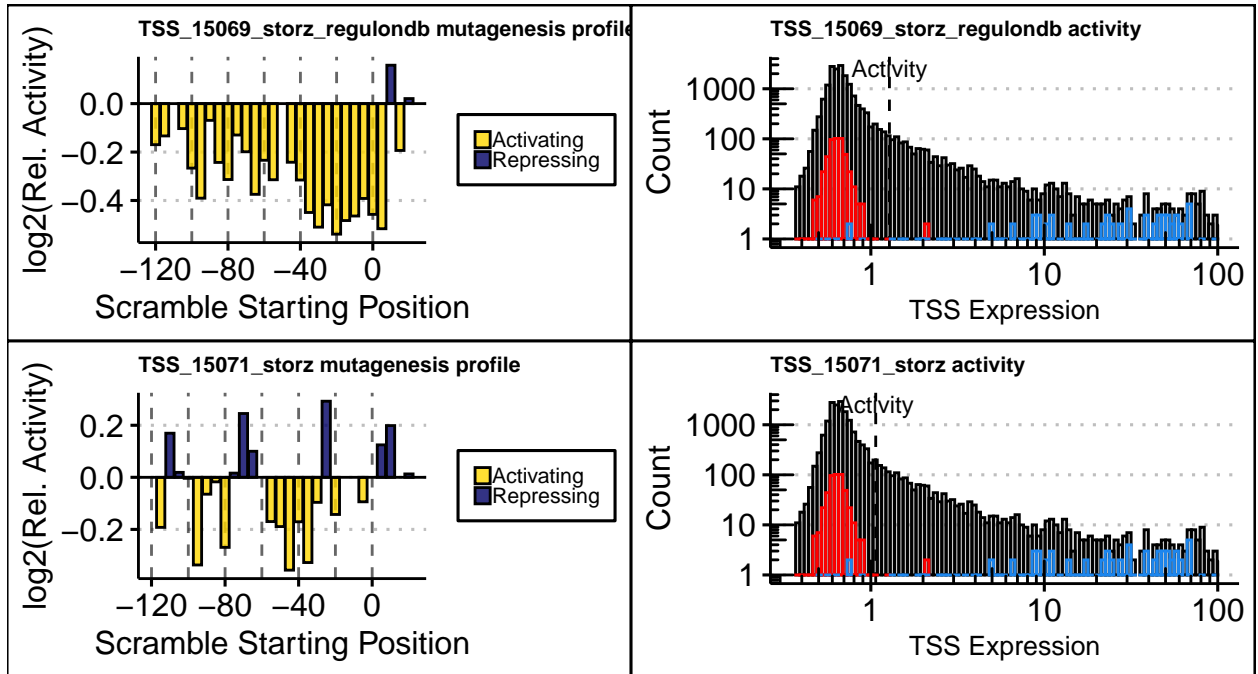 TSS_15069_storz_regulondb mutagenesis profile
log2(Rel. Activity)
0.0
−0.2
−0.4
−120 −80 −40 0
Scramble Starting Position
Activating
Repressing
TSS_15069_storz_regulondb activity
Activity
Count
1000
100
10
1
1 10 100
TSS Expression
TSS_15071_storz mutagenesis profile
log2(Rel. Activity)
0.2
0.0
−0.2
−120 −80 −40 0
Scramble Starting Position
Activating
Repressing
TSS_15071_storz activity
Activity
Count
1000
100
10
1
1 10 100
TSS Expression